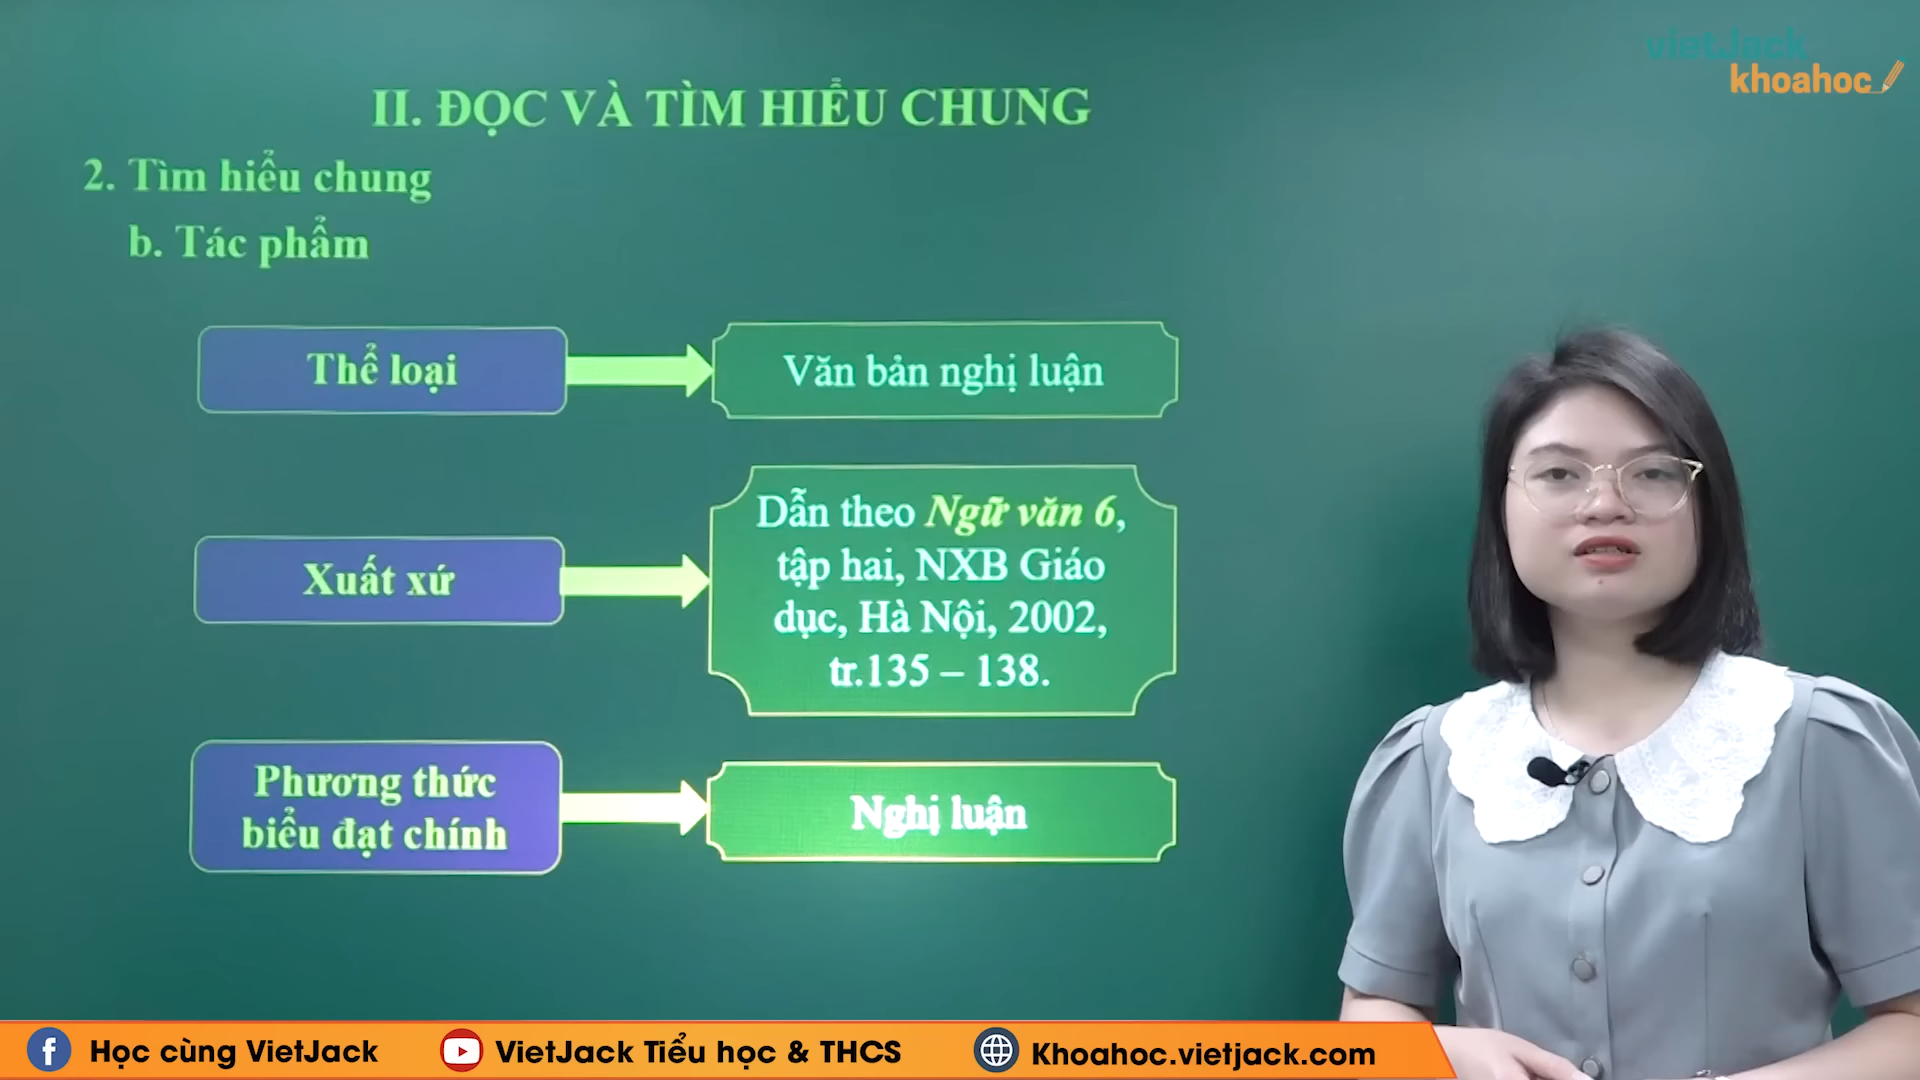 vietJack
khoahoc
II. ĐỌC VÀ TÌM HIỂU CHUNG
2. Tìm hiểu chung
b. Tác phẩm
Thể loại
Văn bản nghị luận
Xuất xứ
Dẫn theo Ngữ văn 6,
tập hai, NXB Giáo
dục, Hà Nội, 2002,
tr.135 – 138.
Phương thức
biểu đạt chính
Nghị luận
Học cùng VietJack
VietJack Tiểu học & THCS
Khoahoc.vietjack.com